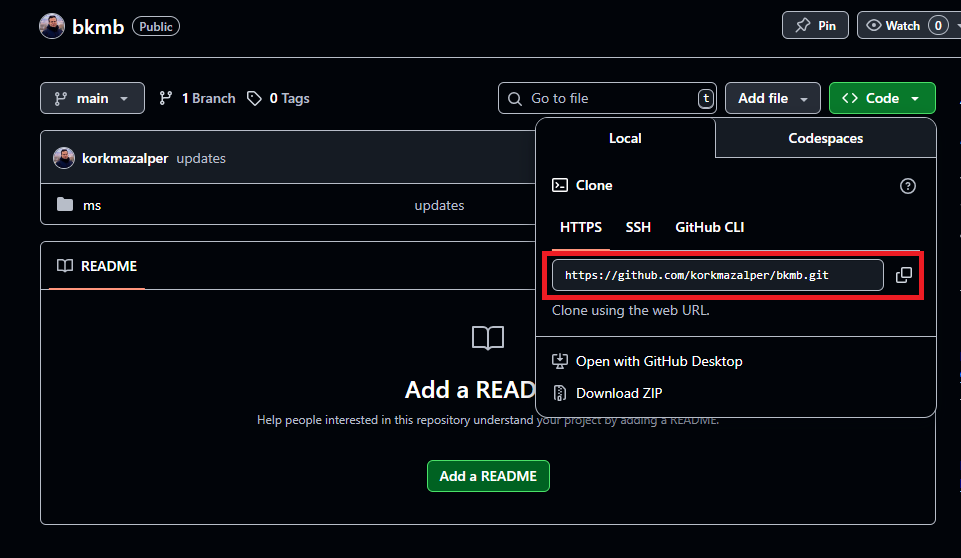 bkmb Public Pin Watch 0
main 1 Branch 0 Tags Go to file t Add file Code
Local Codespaces
korkmazalper updates
Clone
ms updates
HTTPS SSH GitHub CLI
README
https://github.com/korkmazalper/bkmb.git
Clone using the web URL.
Open with GitHub Desktop
Download ZIP
Add a READ
Help people interested in this repository understand your project by adding a README.
Add a README